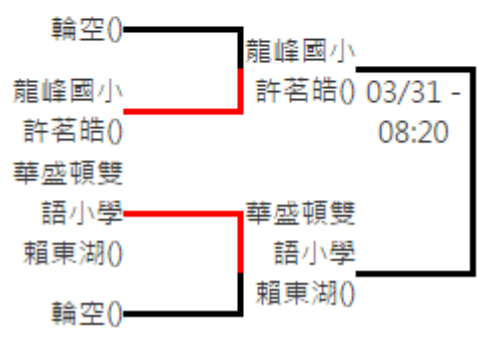 輪空()
龍峰國小
許茗皓()
華盛頓雙
語小學
賴東湖()
輪空()
龍峰國小
許茗皓()
華盛頓雙
語小學
賴東湖()
03/31 -
08:20